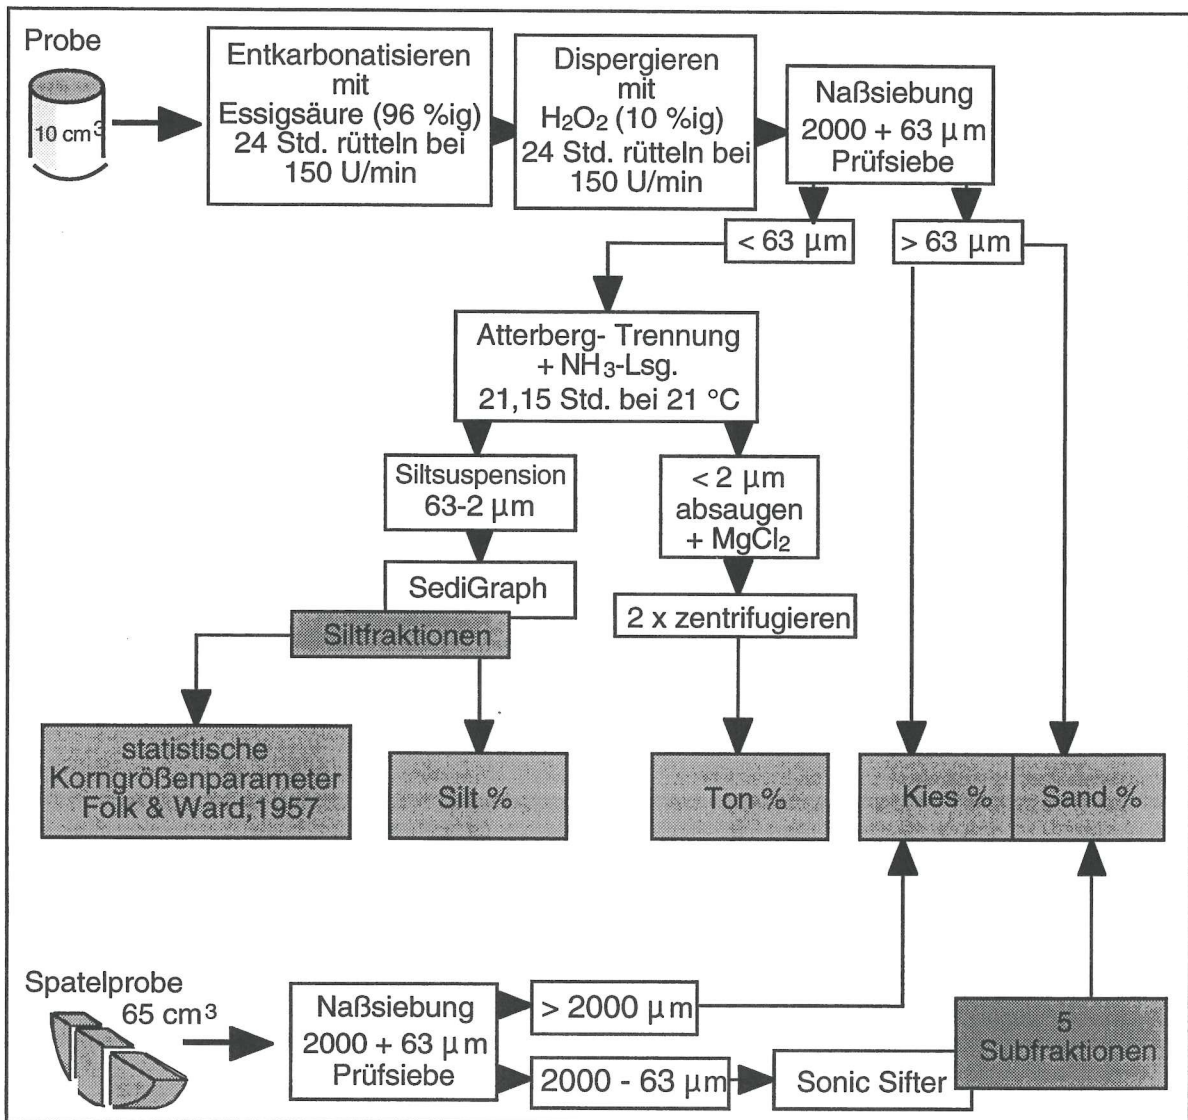 Probe
10 cm³
Entkarbonatisieren
mit
Essigsäure (96 %ig)
24 Std. rütteln bei
150 U/min
Dispergieren
mit
H₂O₂ (10 %ig)
24 Std. rütteln bei
150 U/min
Naßsiebung
2000 + 63 µm
Prüfsiebe
< 63 µm
> 63 µm
Atterberg- Trennung
+ NH₃-Lsg.
21,15 Std. bei 21 °C
Siltsuspension
63-2 µm
< 2 µm
absaugen
+ MgCl₂
SediGraph
Siltfraktionen
2 x zentrifugieren
statistische
Korngrößenparameter
Folk & Ward,1957
Silt %
Ton %
Kies %
Sand %
Spatelprobe
65 cm³
Naßsiebung
2000 + 63 µm
Prüfsiebe
> 2000 µm
2000 - 63 µm
Sonic Sifter
5
Subfraktionen